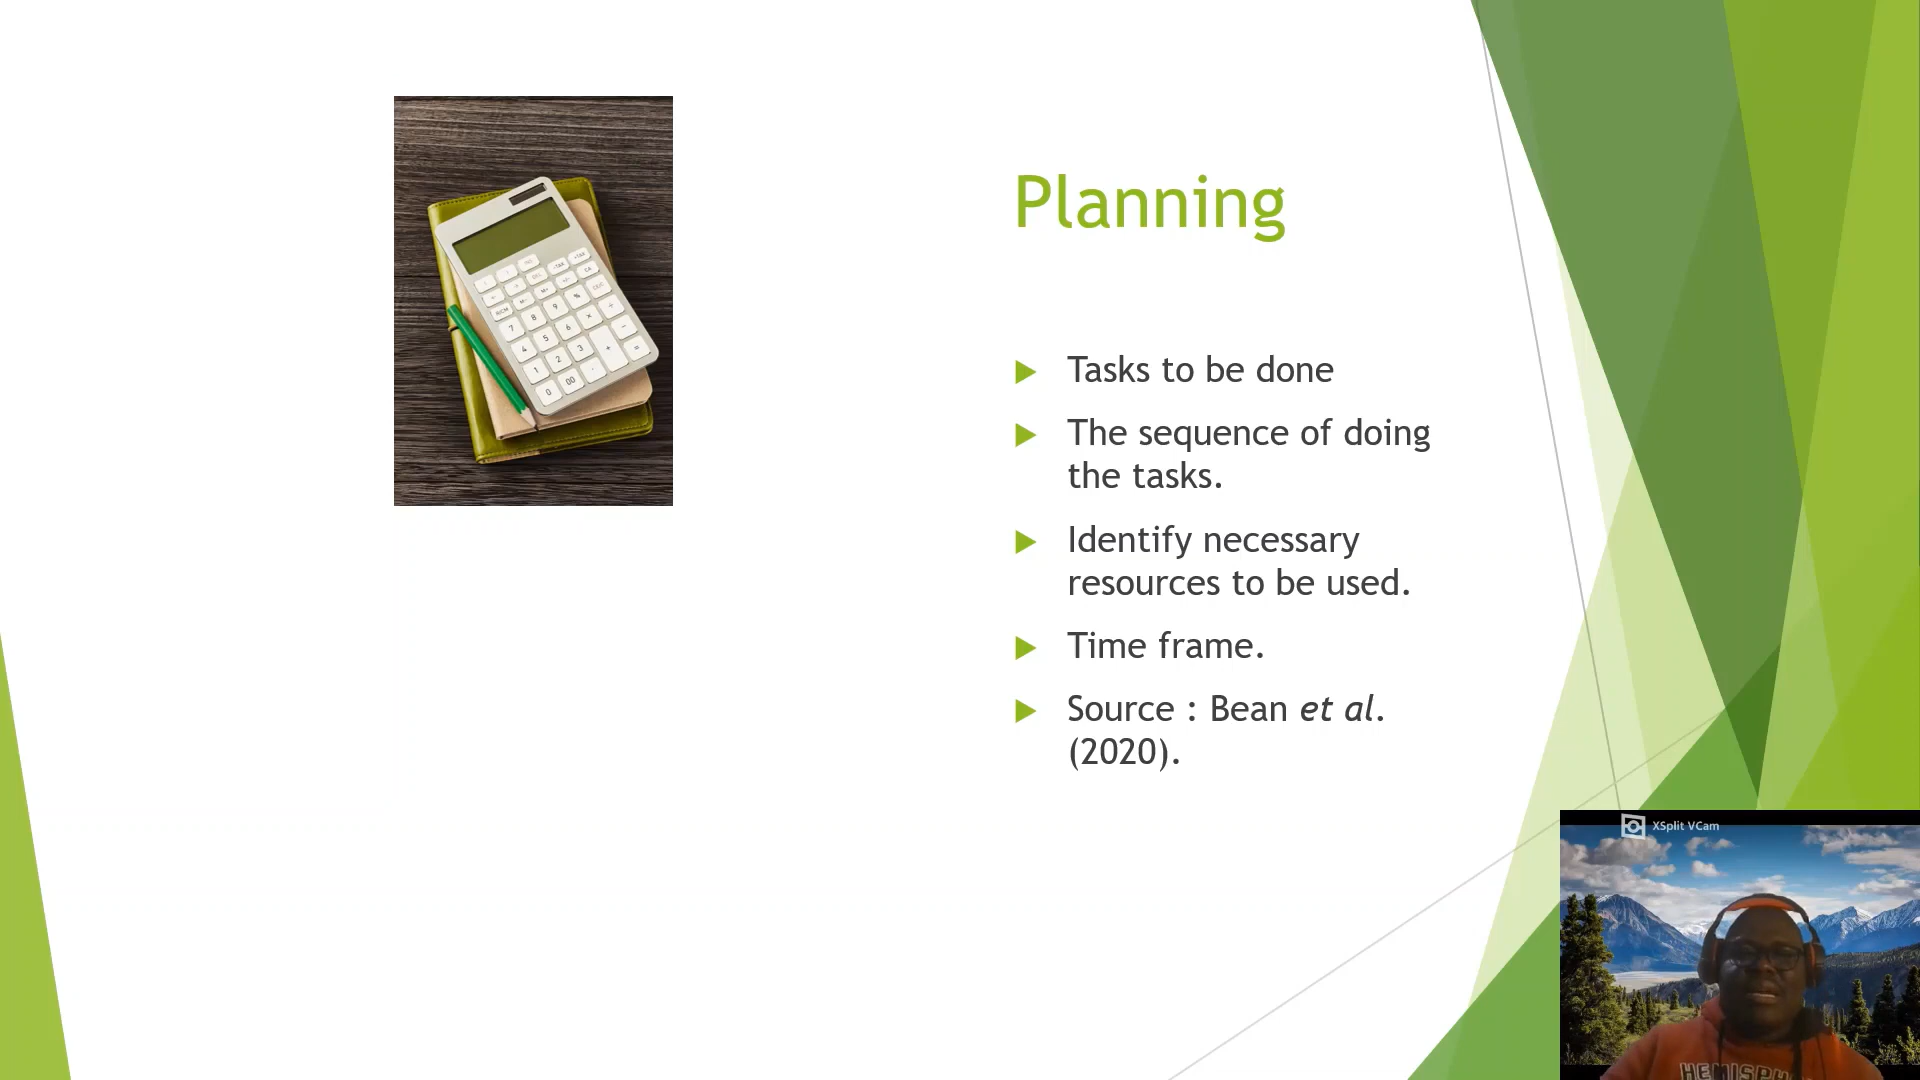 Planning
Tasks to be done
The sequence of doing
the tasks.
Identify necessary
resources to be used.
Time frame.
Source : Bean et al.
(2020).
XSplit VCam